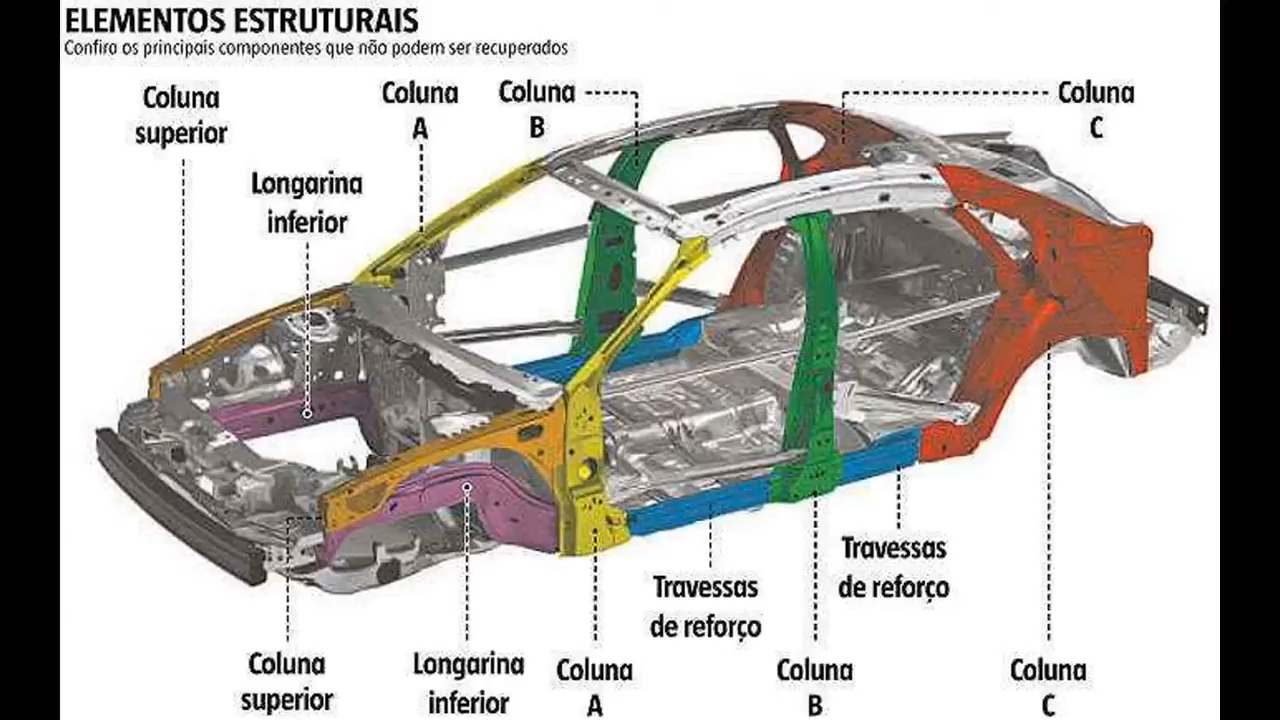 ELEMENTOS ESTRUTURAIS
Confira os principais componentes que não podem ser recuperados
Coluna
superior
Longarina
inferior
Coluna
A
Coluna
B
Coluna
C
Travessas
de reforço
Travessas
de reforço
Coluna
superior
Longarina
inferior
Coluna
A
Coluna
B
Coluna
C